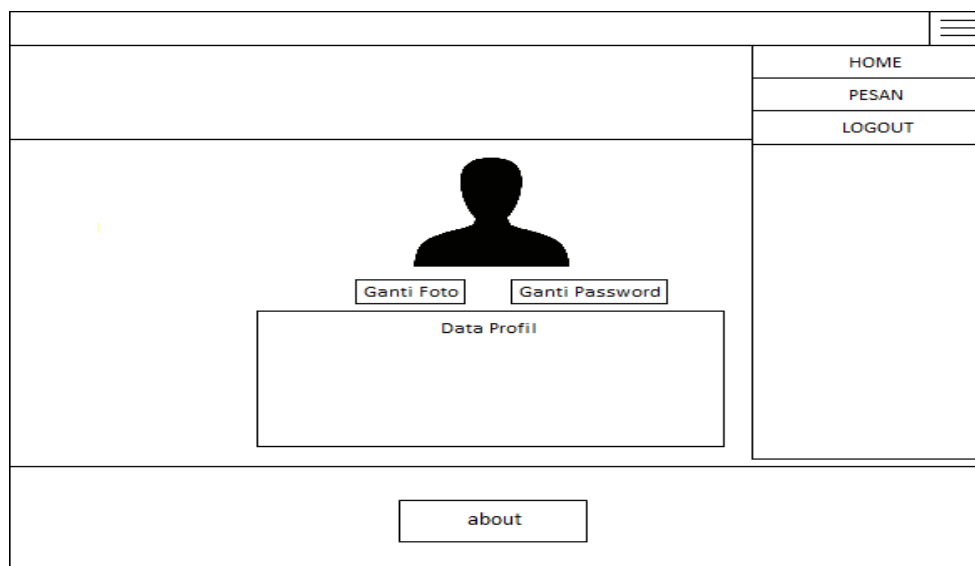 HOME
PESAN
LOGOUT
Ganti Foto
Ganti Password
Data Profil
about